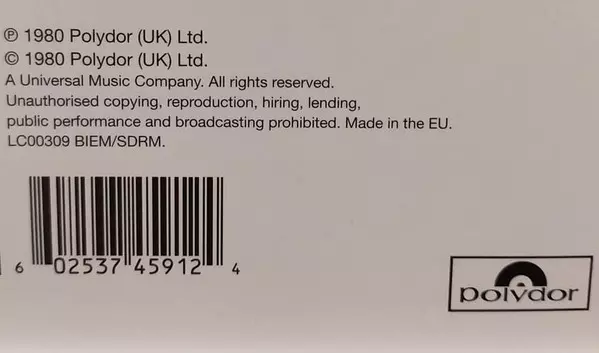 ℗ 1980 Polydor (UK) Ltd.
© 1980 Polydor (UK) Ltd.
A Universal Music Company. All rights reserved.
Unauthorised copying, reproduction, hiring, lending,
public performance and broadcasting prohibited. Made in the EU.
LC00309 BIEM/SDRM.
6 02537 45912 4
polydor